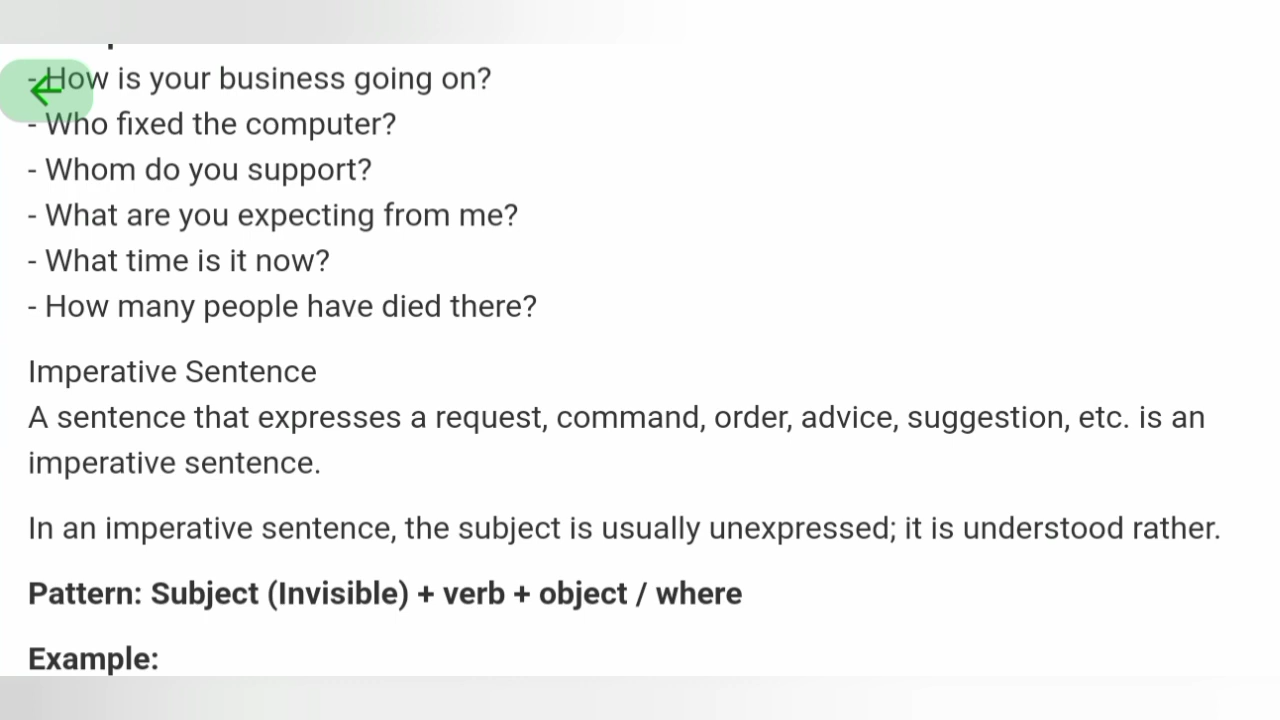 - How is your business going on?
- Who fixed the computer?
- Whom do you support?
- What are you expecting from me?
- What time is it now?
- How many people have died there?
Imperative Sentence
A sentence that expresses a request, command, order, advice, suggestion, etc. is an
imperative sentence.
In an imperative sentence, the subject is usually unexpressed; it is understood rather.
Pattern: Subject (Invisible) + verb + object / where
Example: